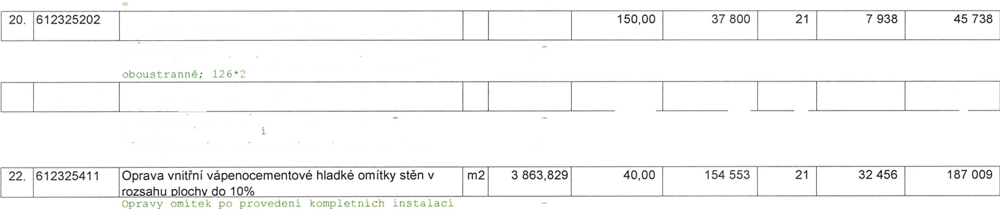 =
20. 612325202 150,00 37 800 21 7 938 45 738
–
oboustranně; 126*2
– –
í
22. 612325411 Oprava vnitřní vápenocementové hladké omítky stěn v m2 3 863,829 40,00 154 553 21 32 456 187 009
rozsahu plochy do 10%
Opravy omítek po provedení kompletních instalací –